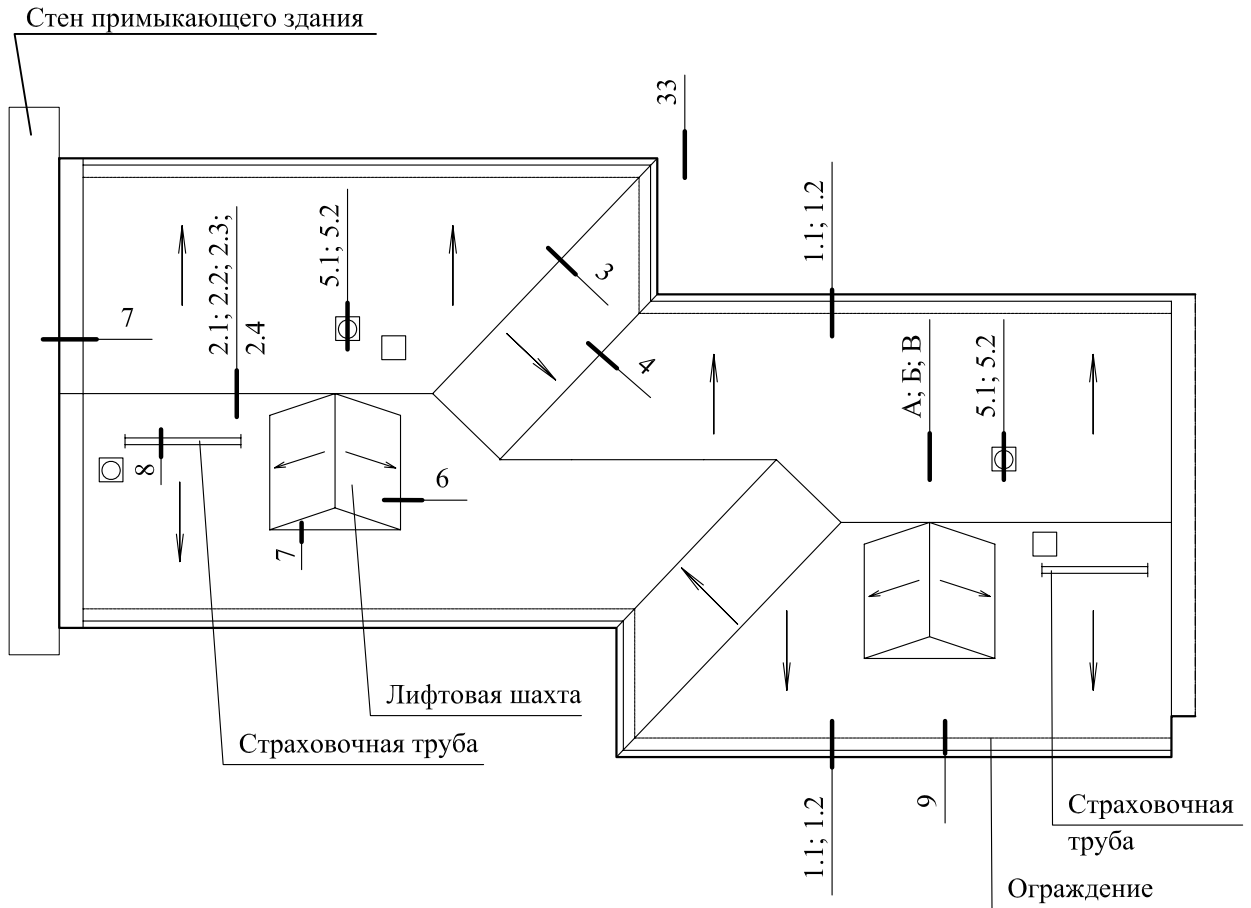 Стен примыкающего здания
33
1.1; 1.2
5.1; 5.2
2.1; 2.2; 2.3;
2.4
3
7
4
А; Б; В
5.1; 5.2
8
6
7
Лифтовая шахта
Страховочная труба
1.1; 1.2
9
Страховочная
труба
Ограждение